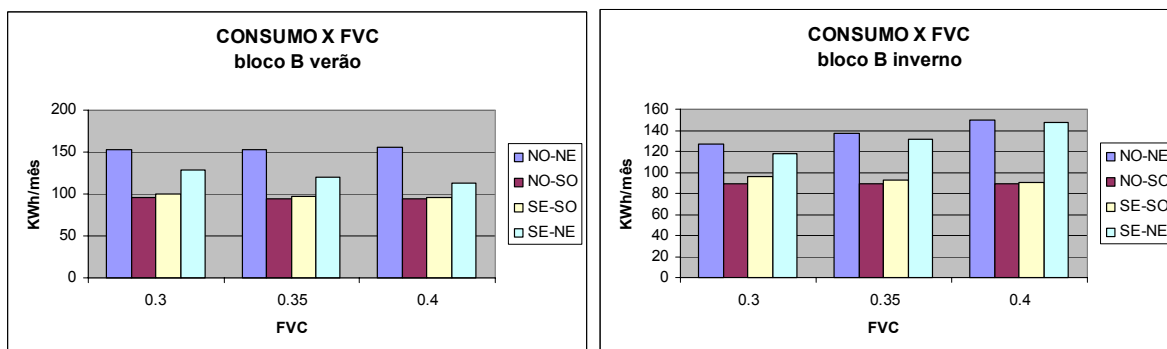 CONSUMO X FVC
bloco B verão
200
150
100
50
0
KWh/mês
0.3 0.35 0.4
FVC
NO-NE
NO-SO
SE-SO
SE-NE
CONSUMO X FVC
bloco B inverno
160
140
120
100
80
60
40
20
0
KWh/mês
0.3 0.35 0.4
FVC
NO-NE
NO-SO
SE-SO
SE-NE